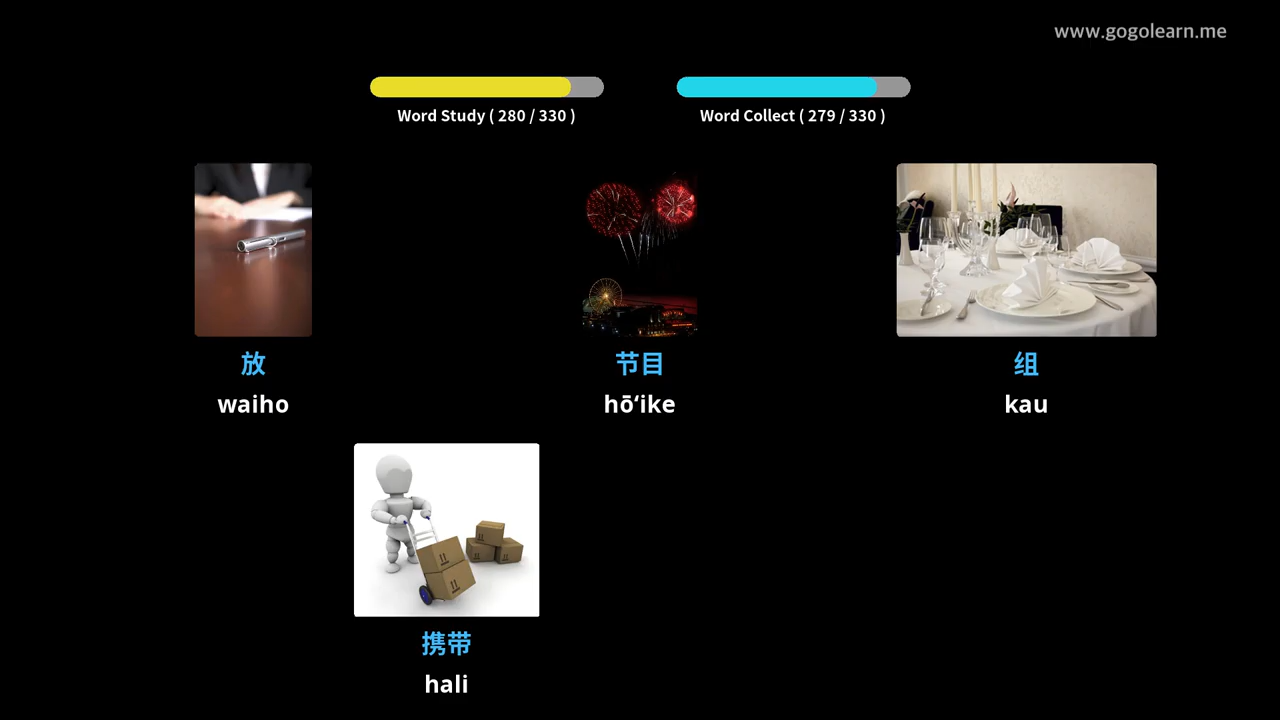 www.gogolearn.me
Word Study ( 280 / 330 )
Word Collect ( 279 / 330 )
放
waiho
节目
hōʻike
组
kau
携带
hali